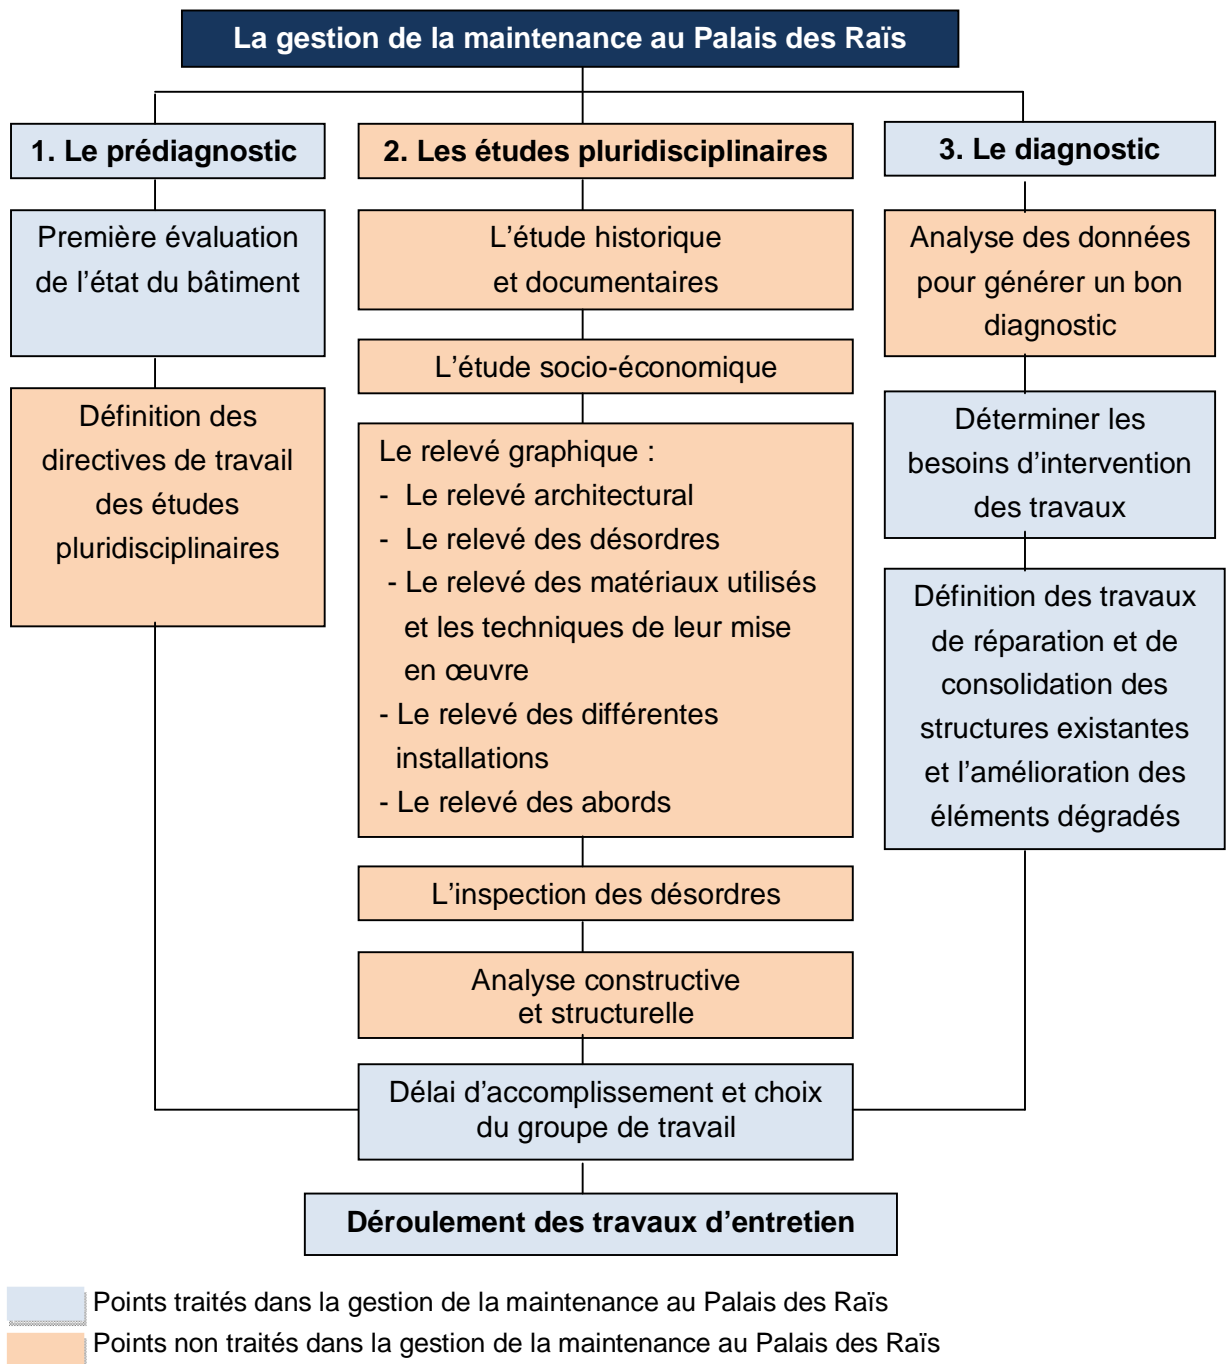 La gestion de la maintenance au Palais des Raïs
1. Le prédiagnostic
Première évaluation
de l’état du bâtiment
Définition des
directives de travail
des études
pluridisciplinaires
2. Les études pluridisciplinaires
L’étude historique
et documentaires
L’étude socio-économique
Le relevé graphique :
- Le relevé architectural
- Le relevé des désordres
- Le relevé des matériaux utilisés
et les techniques de leur mise
en œuvre
- Le relevé des différentes
installations
- Le relevé des abords
L’inspection des désordres
Analyse constructive
et structurelle
3. Le diagnostic
Analyse des données
pour générer un bon
diagnostic
Déterminer les
besoins d’intervention
des travaux
Définition des travaux
de réparation et de
consolidation des
structures existantes
et l’amélioration des
éléments dégradés
Délai d’accomplissement et choix
du groupe de travail
Déroulement des travaux d’entretien
Points traités dans la gestion de la maintenance au Palais des Raïs
Points non traités dans la gestion de la maintenance au Palais des Raïs